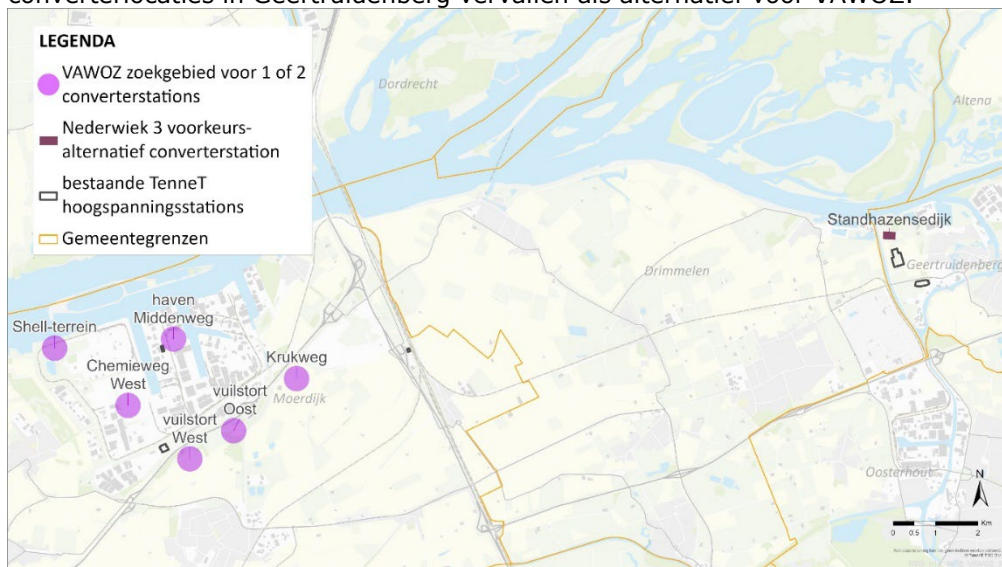 converterlocaties in Geertruidenberg vervallen als alternatief voor VAWOZ.
LEGENDA
VAWOZ zoekgebied voor 1 of 2
converterstations
Nederwiek 3 voorkeurs-
alternatief converterstation
bestaande TenneT
hoogspanningsstations
Gemeentegrenzen
Dordrecht
Altena
Standhazensedijk
Geertruidenberg
Drimmelen
haven
Middenweg
Shell-terrein
Chemieweg
West
Krukweg
Moerdijk
vuilstort
Oost
vuilstort
West
Oosterhout
N
Km
0 0.5 1 2